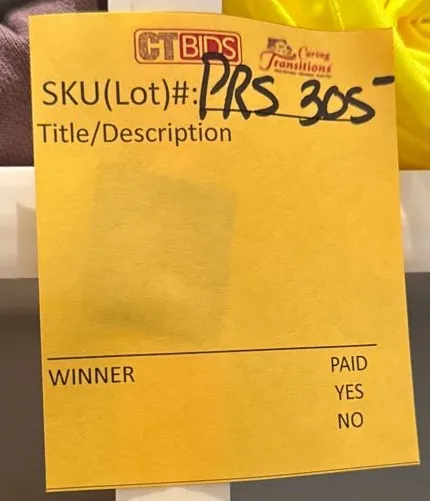 CTBIDS Caring Transitions
SKU(Lot)#: PRS 305
Title/Description
WINNER PAID
YES
NO